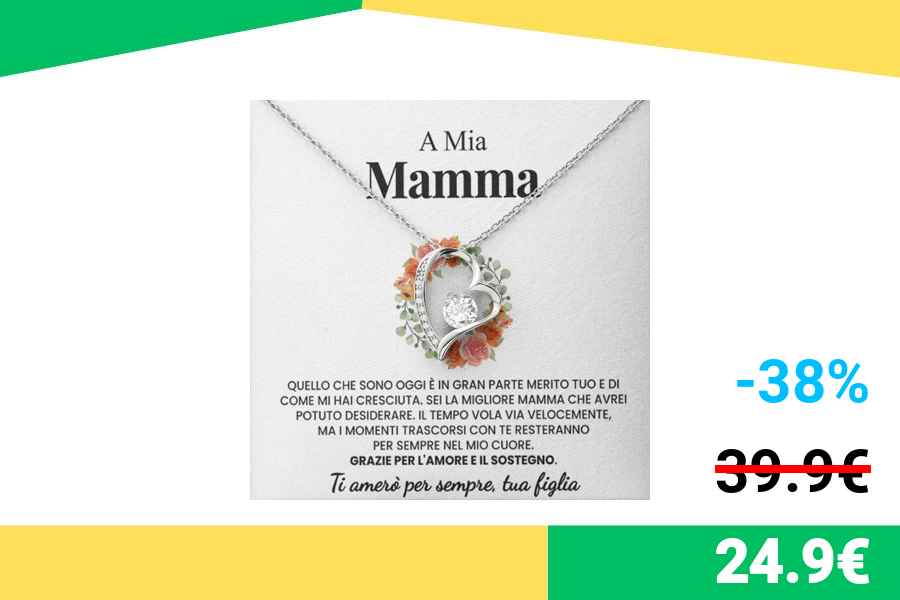 A Mia
Mamma
QUELLO CHE SONO OGGI È IN GRAN PARTE MERITO TUO E DI
COME MI HAI CRESCIUTA. SEI LA MIGLIORE MAMMA CHE AVREI
POTUTO DESIDERARE. IL TEMPO VOLA VIA VELOCEMENTE,
MA I MOMENTI TRASCORSI CON TE RESTERANNO
PER SEMPRE NEL MIO CUORE.
GRAZIE PER L'AMORE E IL SOSTEGNO.
Ti amerò per sempre, tua figlia
-38%
39.9€
24.9€